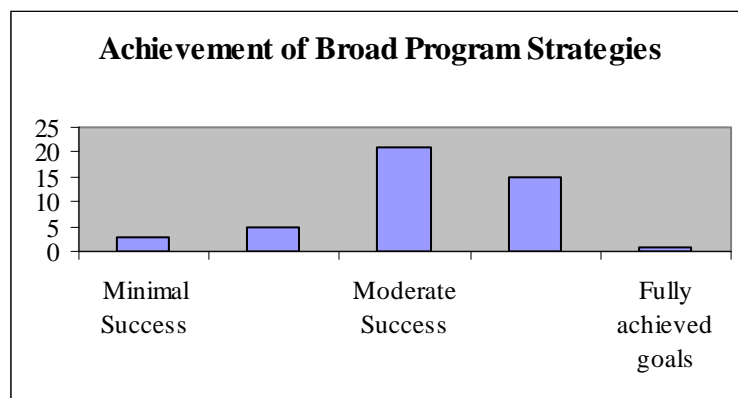 Achievement of Broad Program Strategies
25
20
15
10
5
0
Minimal
Success
Moderate
Success
Fully
achieved
goals